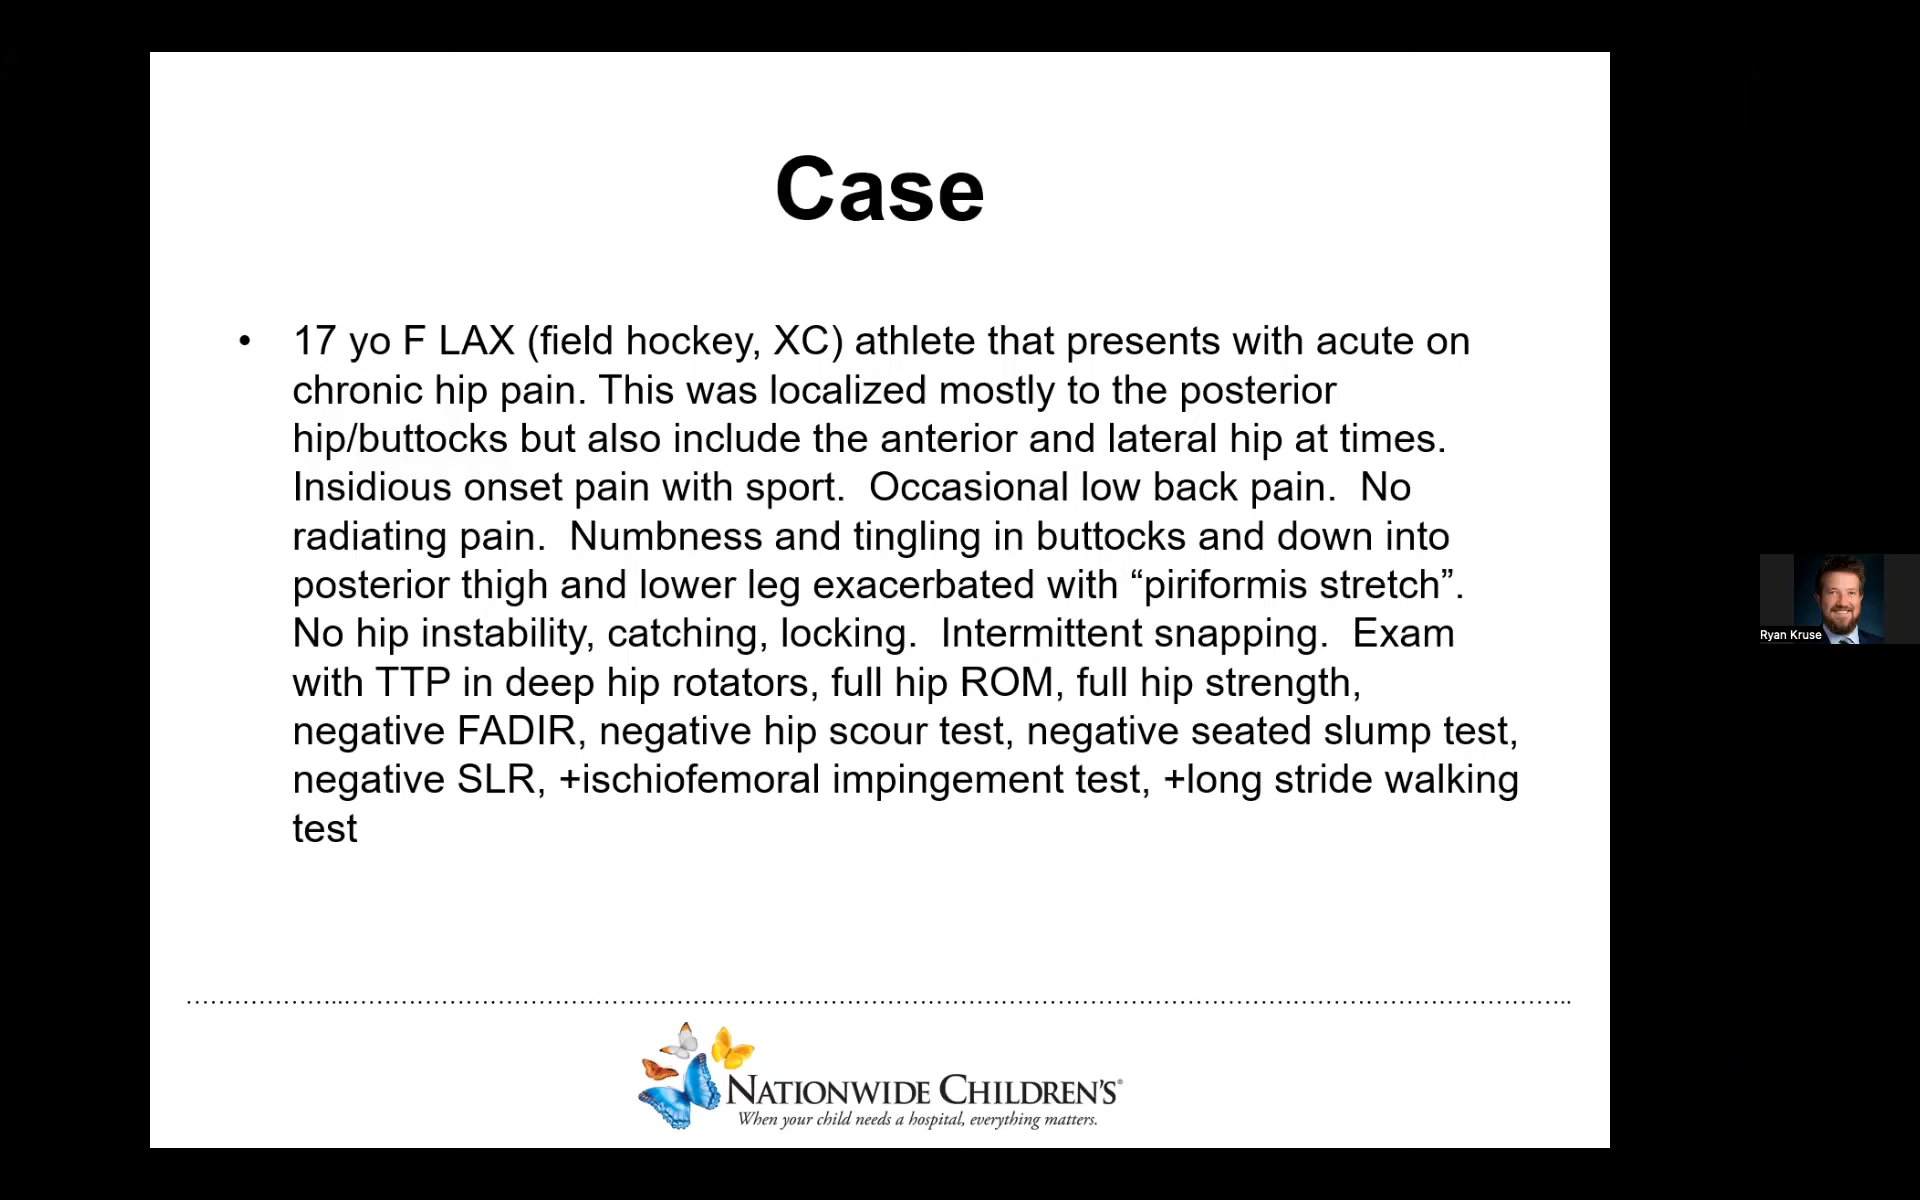 Case
• 17 yo F LAX (field hockey, XC) athlete that presents with acute on
chronic hip pain. This was localized mostly to the posterior
hip/buttocks but also include the anterior and lateral hip at times.
Insidious onset pain with sport.  Occasional low back pain.  No
radiating pain.  Numbness and tingling in buttocks and down into
posterior thigh and lower leg exacerbated with “piriformis stretch”.
No hip instability, catching, locking.  Intermittent snapping.  Exam
with TTP in deep hip rotators, full hip ROM, full hip strength,
negative FADIR, negative hip scour test, negative seated slump test,
negative SLR, +ischiofemoral impingement test, +long stride walking
test
Ryan Kruse
NATIONWIDE CHILDREN'S®
When your child needs a hospital, everything matters.